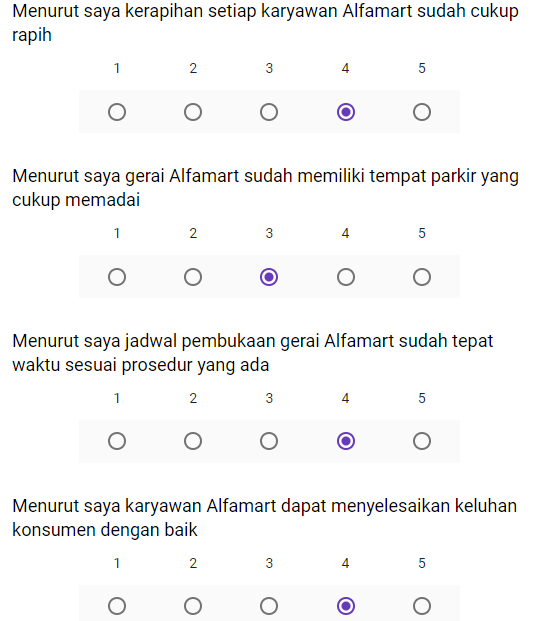 Menurut saya kerapihan setiap karyawan Alfamart sudah cukup
rapih
1 2 3 4 5
Menurut saya gerai Alfamart sudah memiliki tempat parkir yang
cukup memadai
1 2 3 4 5
Menurut saya jadwal pembukaan gerai Alfamart sudah tepat
waktu sesuai prosedur yang ada
1 2 3 4 5
Menurut saya karyawan Alfamart dapat menyelesaikan keluhan
konsumen dengan baik
1 2 3 4 5